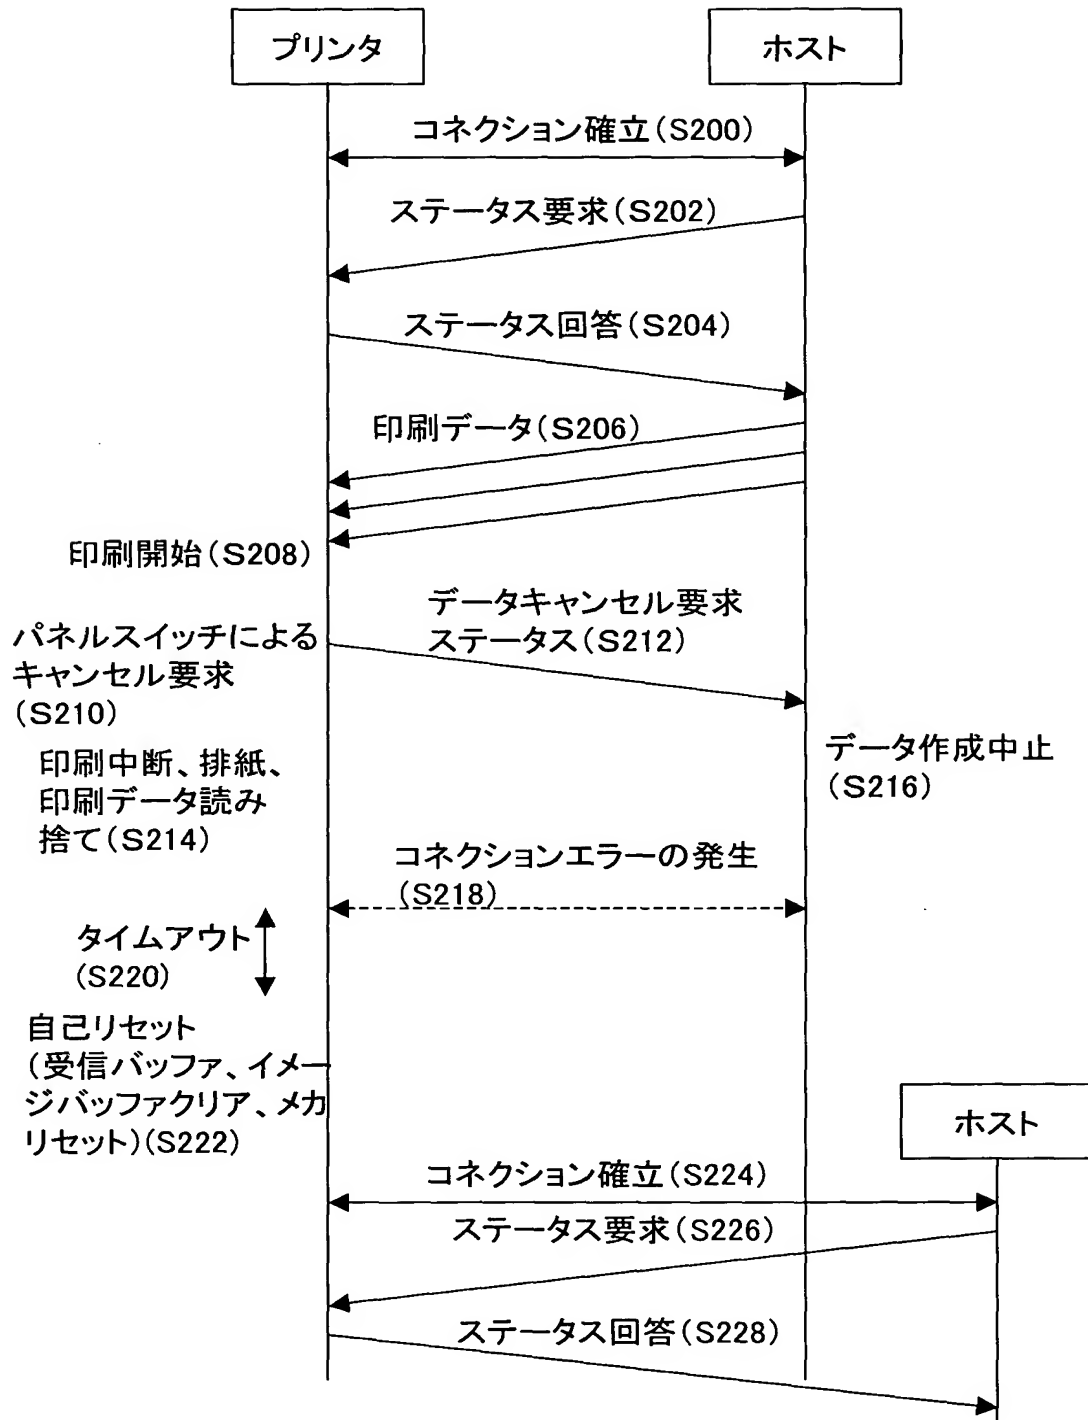 プリンタ
ホスト
コネクション確立(S200)
ステータス要求(S202)
ステータス回答(S204)
印刷データ(S206)
印刷開始(S208)
データキャンセル要求
ステータス(S212)
パネルスイッチによる
キャンセル要求
(S210)
データ作成中止
(S216)
印刷中断、排紙、
印刷データ読み
捨て(S214)
コネクションエラーの発生
(S218)
タイムアウト
(S220)
自己リセット
(受信バッファ、イメー
ジバッファクリア、メカ
リセット)(S222)
ホスト
コネクション確立(S224)
ステータス要求(S226)
ステータス回答(S228)